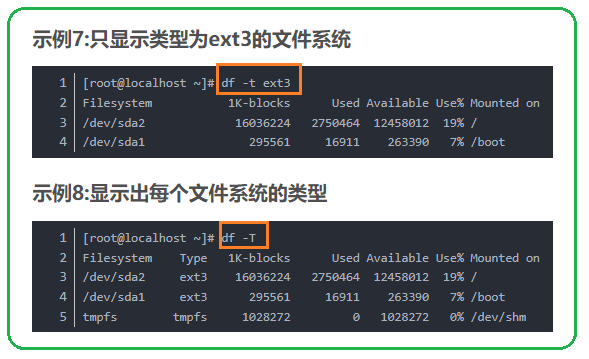 示例7:只显示类型为ext3的文件系统
1 [root@localhost ~]# df -t ext3
2 Filesystem 1K-blocks Used Available Use% Mounted on
3 /dev/sda2 16036224 2750464 12458012 19% /
4 /dev/sda1 295561 16911 263390 7% /boot
示例8:显示出每个文件系统的类型
1 [root@localhost ~]# df -T
2 Filesystem Type 1K-blocks Used Available Use% Mounted on
3 /dev/sda2 ext3 16036224 2750464 12458012 19% /
4 /dev/sda1 ext3 295561 16911 263390 7% /boot
5 tmpfs tmpfs 1028272 0 1028272 0% /dev/shm